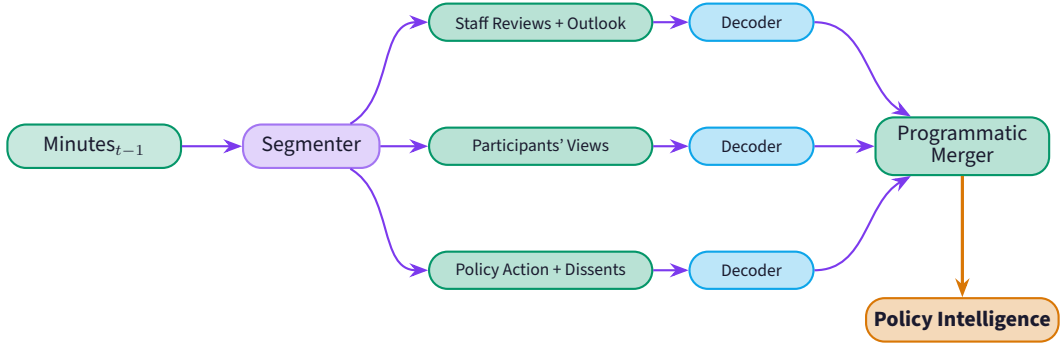 Staff Reviews + Outlook
Decoder
Minutes_{t−1}
Segmenter
Participants’ Views
Decoder
Programmatic
Merger
Policy Action + Dissents
Decoder
Policy Intelligence